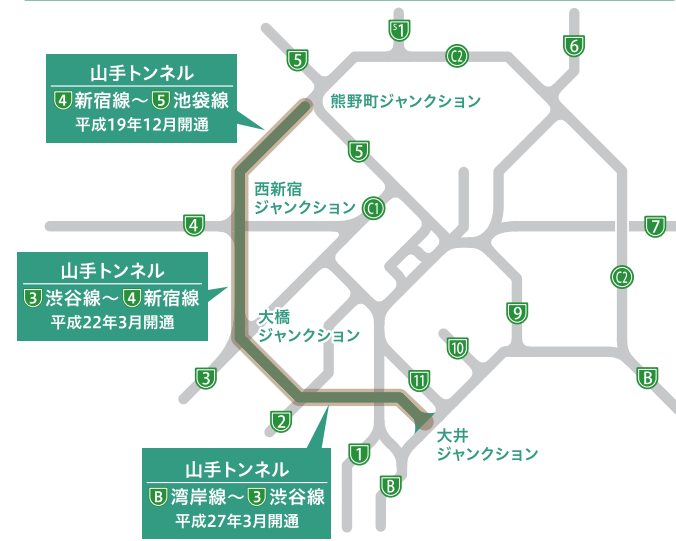 S1
5
C2
6
山手トンネル
4新宿線〜5池袋線
平成19年12月開通
熊野町ジャンクション
5
西新宿
ジャンクション
C1
4
7
山手トンネル
3渋谷線〜4新宿線
平成22年3月開通
C2
大橋
ジャンクション
9
10
3
11
B
2
大井
ジャンクション
1
山手トンネル
B湾岸線〜3渋谷線
平成27年3月開通
B